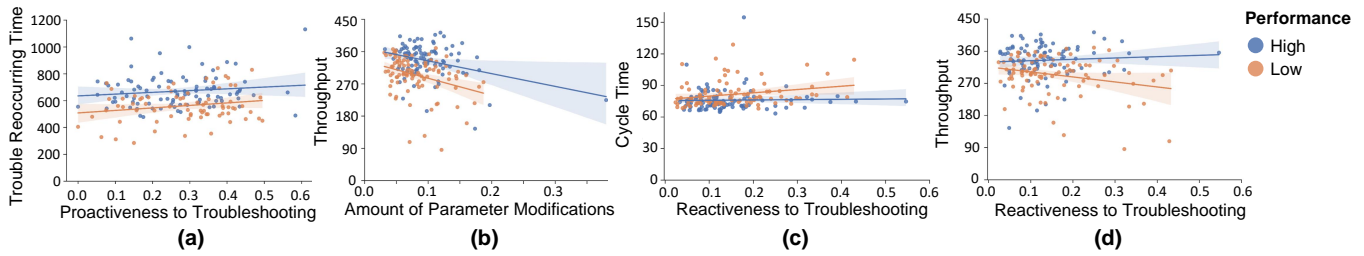 Trouble Reoccurring Time
1200
1000
800
600
400
200
0
0.0 0.1 0.2 0.3 0.4 0.5 0.6
Proactiveness to Troubleshooting
(a)
Throughput
450
360
270
180
90
0
0.0 0.1 0.2 0.3
Amount of Parameter Modifications
(b)
Cycle Time
150
120
90
60
30
0
0.0 0.1 0.2 0.3 0.4 0.5 0.6
Reactiveness to Troubleshooting
(c)
Throughput
450
360
270
180
90
0
0.0 0.1 0.2 0.3 0.4 0.5 0.6
Reactiveness to Troubleshooting
(d)
Performance
High
Low